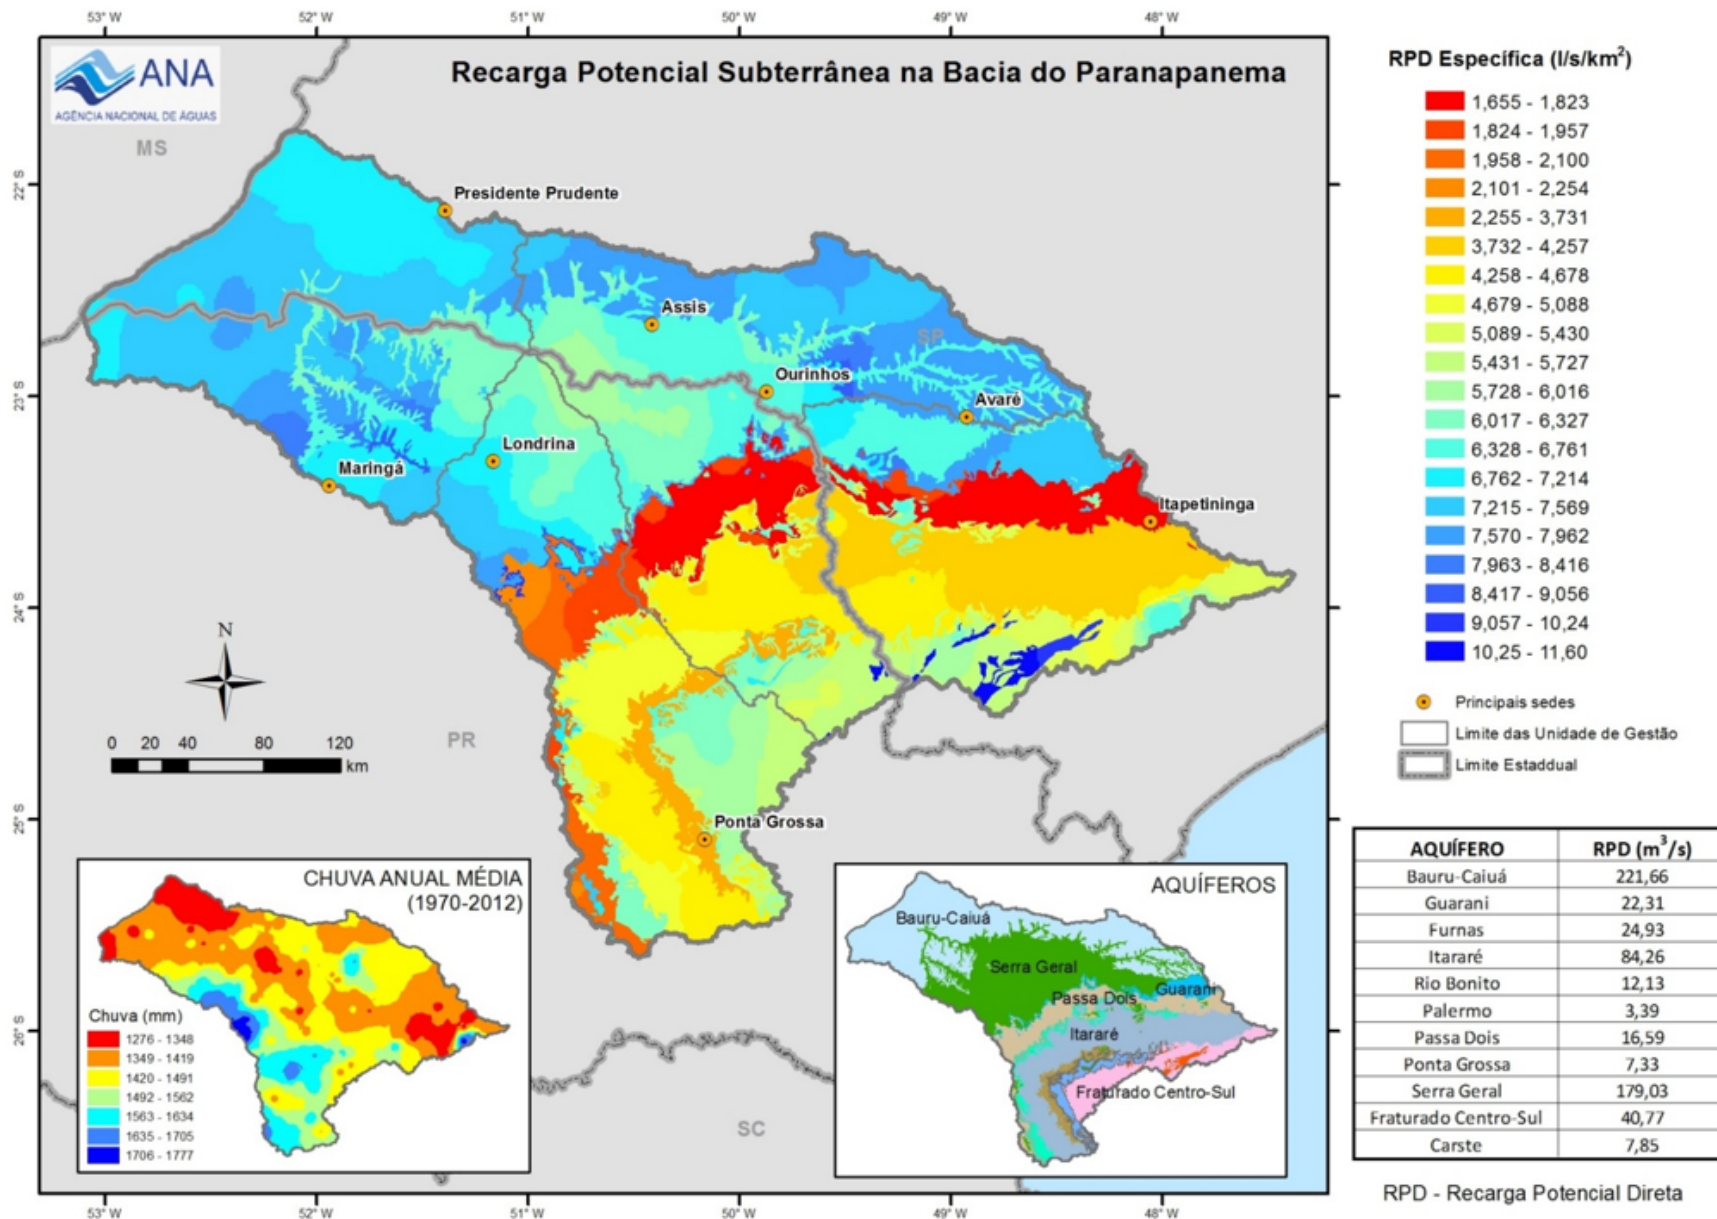 53° W 52° W 51° W 50° W 49° W 48° W
ANA
AGÊNCIA NACIONAL DE ÁGUAS
Recarga Potencial Subterrânea na Bacia do Paranapanema
MS
22° S
23° S
24° S
25° S
26° S
Presidente Prudente
Assis
SP
Ourinhos
Avaré
Londrina
Maringá
Itapetininga
N
0 20 40 80 120
km
PR
Ponta Grossa
SC
CHUVA ANUAL MÉDIA
(1970-2012)
Chuva (mm)
1276 - 1348
1349 - 1419
1420 - 1491
1492 - 1562
1563 - 1634
1635 - 1705
1706 - 1777
AQUÍFEROS
Bauru-Caiuá
Serra Geral
Guarani
Passa Dois
Itararé
Fraturado Centro-Sul
53° W 52° W 51° W 50° W 49° W 48° W
RPD Específica (l/s/km²)
1,655 - 1,823
1,824 - 1,957
1,958 - 2,100
2,101 - 2,254
2,255 - 3,731
3,732 - 4,257
4,258 - 4,678
4,679 - 5,088
5,089 - 5,430
5,431 - 5,727
5,728 - 6,016
6,017 - 6,327
6,328 - 6,761
6,762 - 7,214
7,215 - 7,569
7,570 - 7,962
7,963 - 8,416
8,417 - 9,056
9,057 - 10,24
10,25 - 11,60
Principais sedes
Limite das Unidade de Gestão
Limite Estaddual
AQUÍFERO RPD (m³/s)
Bauru-Caiuá 221,66
Guarani 22,31
Furnas 24,93
Itararé 84,26
Rio Bonito 12,13
Palermo 3,39
Passa Dois 16,59
Ponta Grossa 7,33
Serra Geral 179,03
Fraturado Centro-Sul 40,77
Carste 7,85
RPD - Recarga Potencial Direta